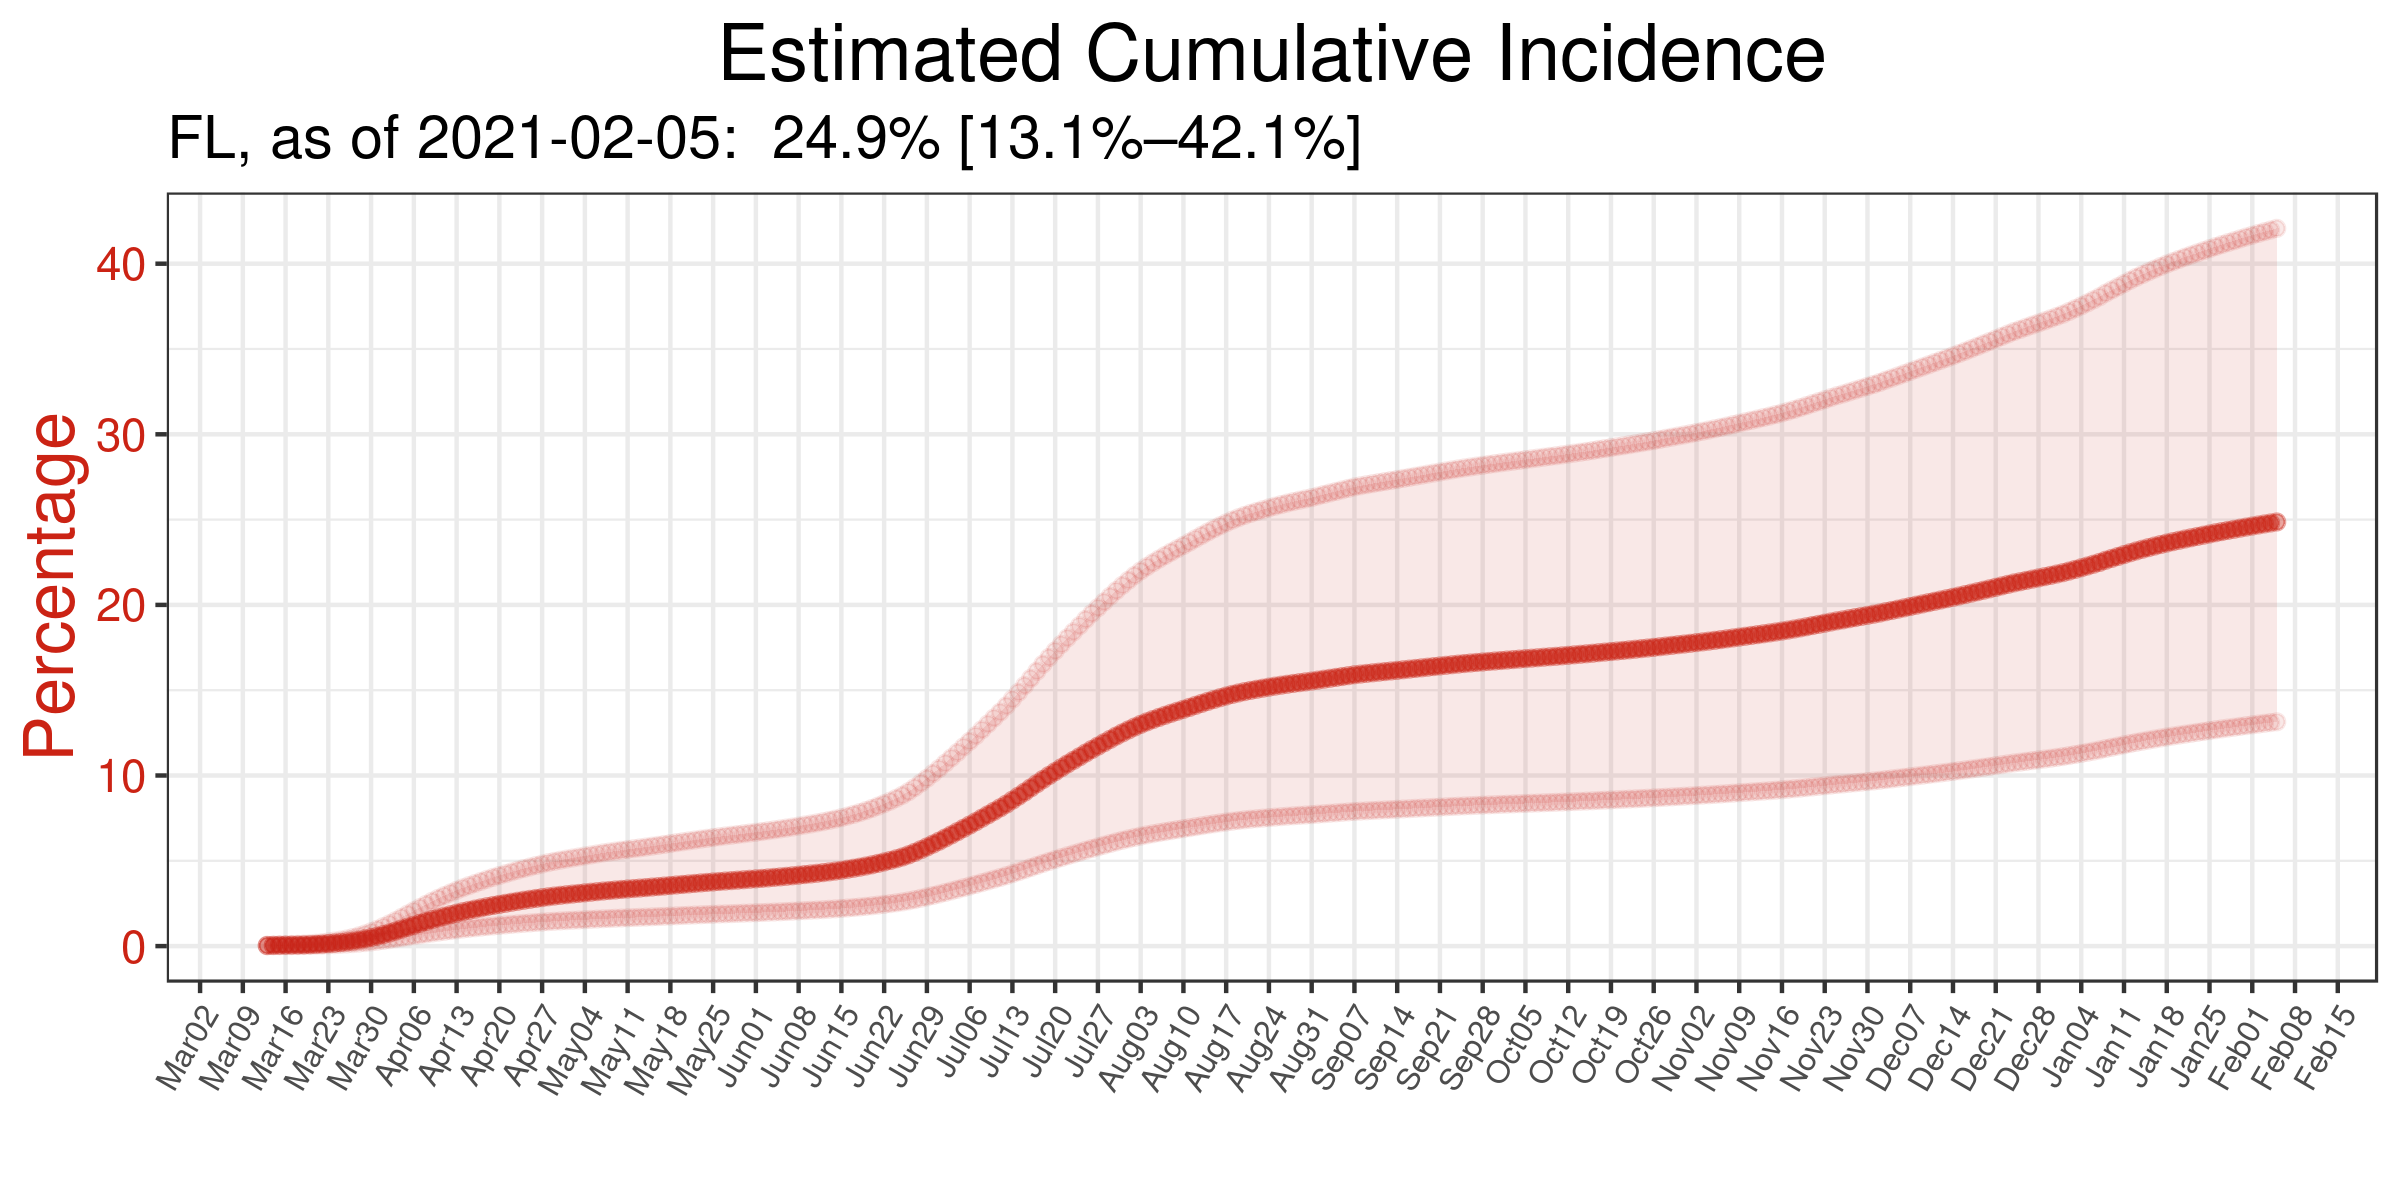 Estimated Cumulative Incidence
FL, as of 2021-02-05:  24.9% [13.1%–42.1%]
Percentage
40
30
20
10
0
Mar02
Mar09
Mar16
Mar23
Mar30
Apr06
Apr13
Apr20
Apr27
May04
May11
May18
May25
Jun01
Jun08
Jun15
Jun22
Jun29
Jul06
Jul13
Jul20
Jul27
Aug03
Aug10
Aug17
Aug24
Aug31
Sep07
Sep14
Sep21
Sep28
Oct05
Oct12
Oct19
Oct26
Nov02
Nov09
Nov16
Nov23
Nov30
Dec07
Dec14
Dec21
Dec28
Jan04
Jan11
Jan18
Jan25
Feb01
Feb08
Feb15